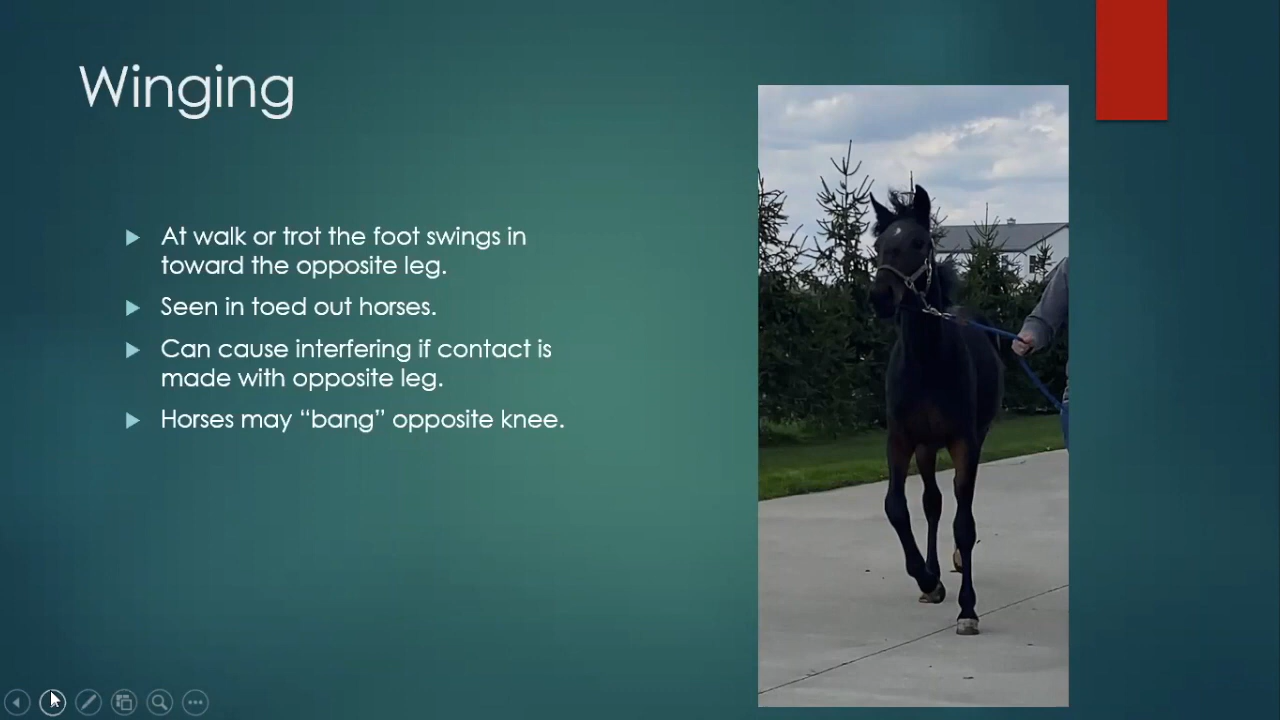 Winging
At walk or trot the foot swings in
toward the opposite leg.
Seen in toed out horses.
Can cause interfering if contact is
made with opposite leg.
Horses may “bang” opposite knee.